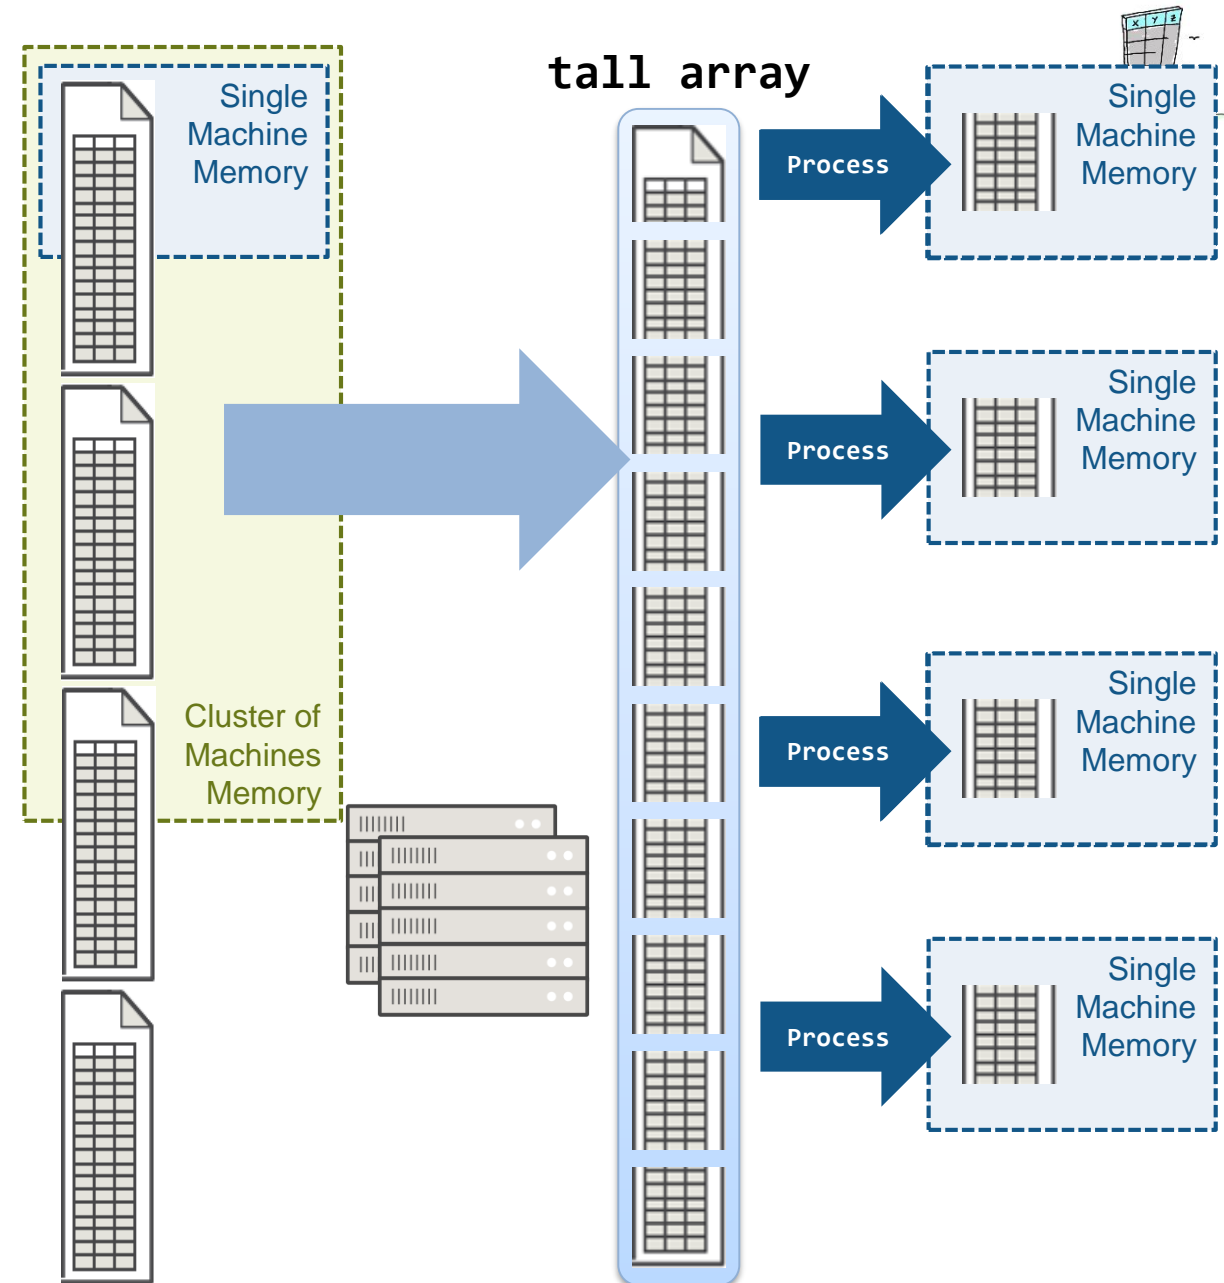 Single
Machine
Memory
Cluster of
Machines
Memory
tall array
Process
Process
Process
Process
X Y Z
Single
Machine
Memory
Single
Machine
Memory
Single
Machine
Memory
Single
Machine
Memory